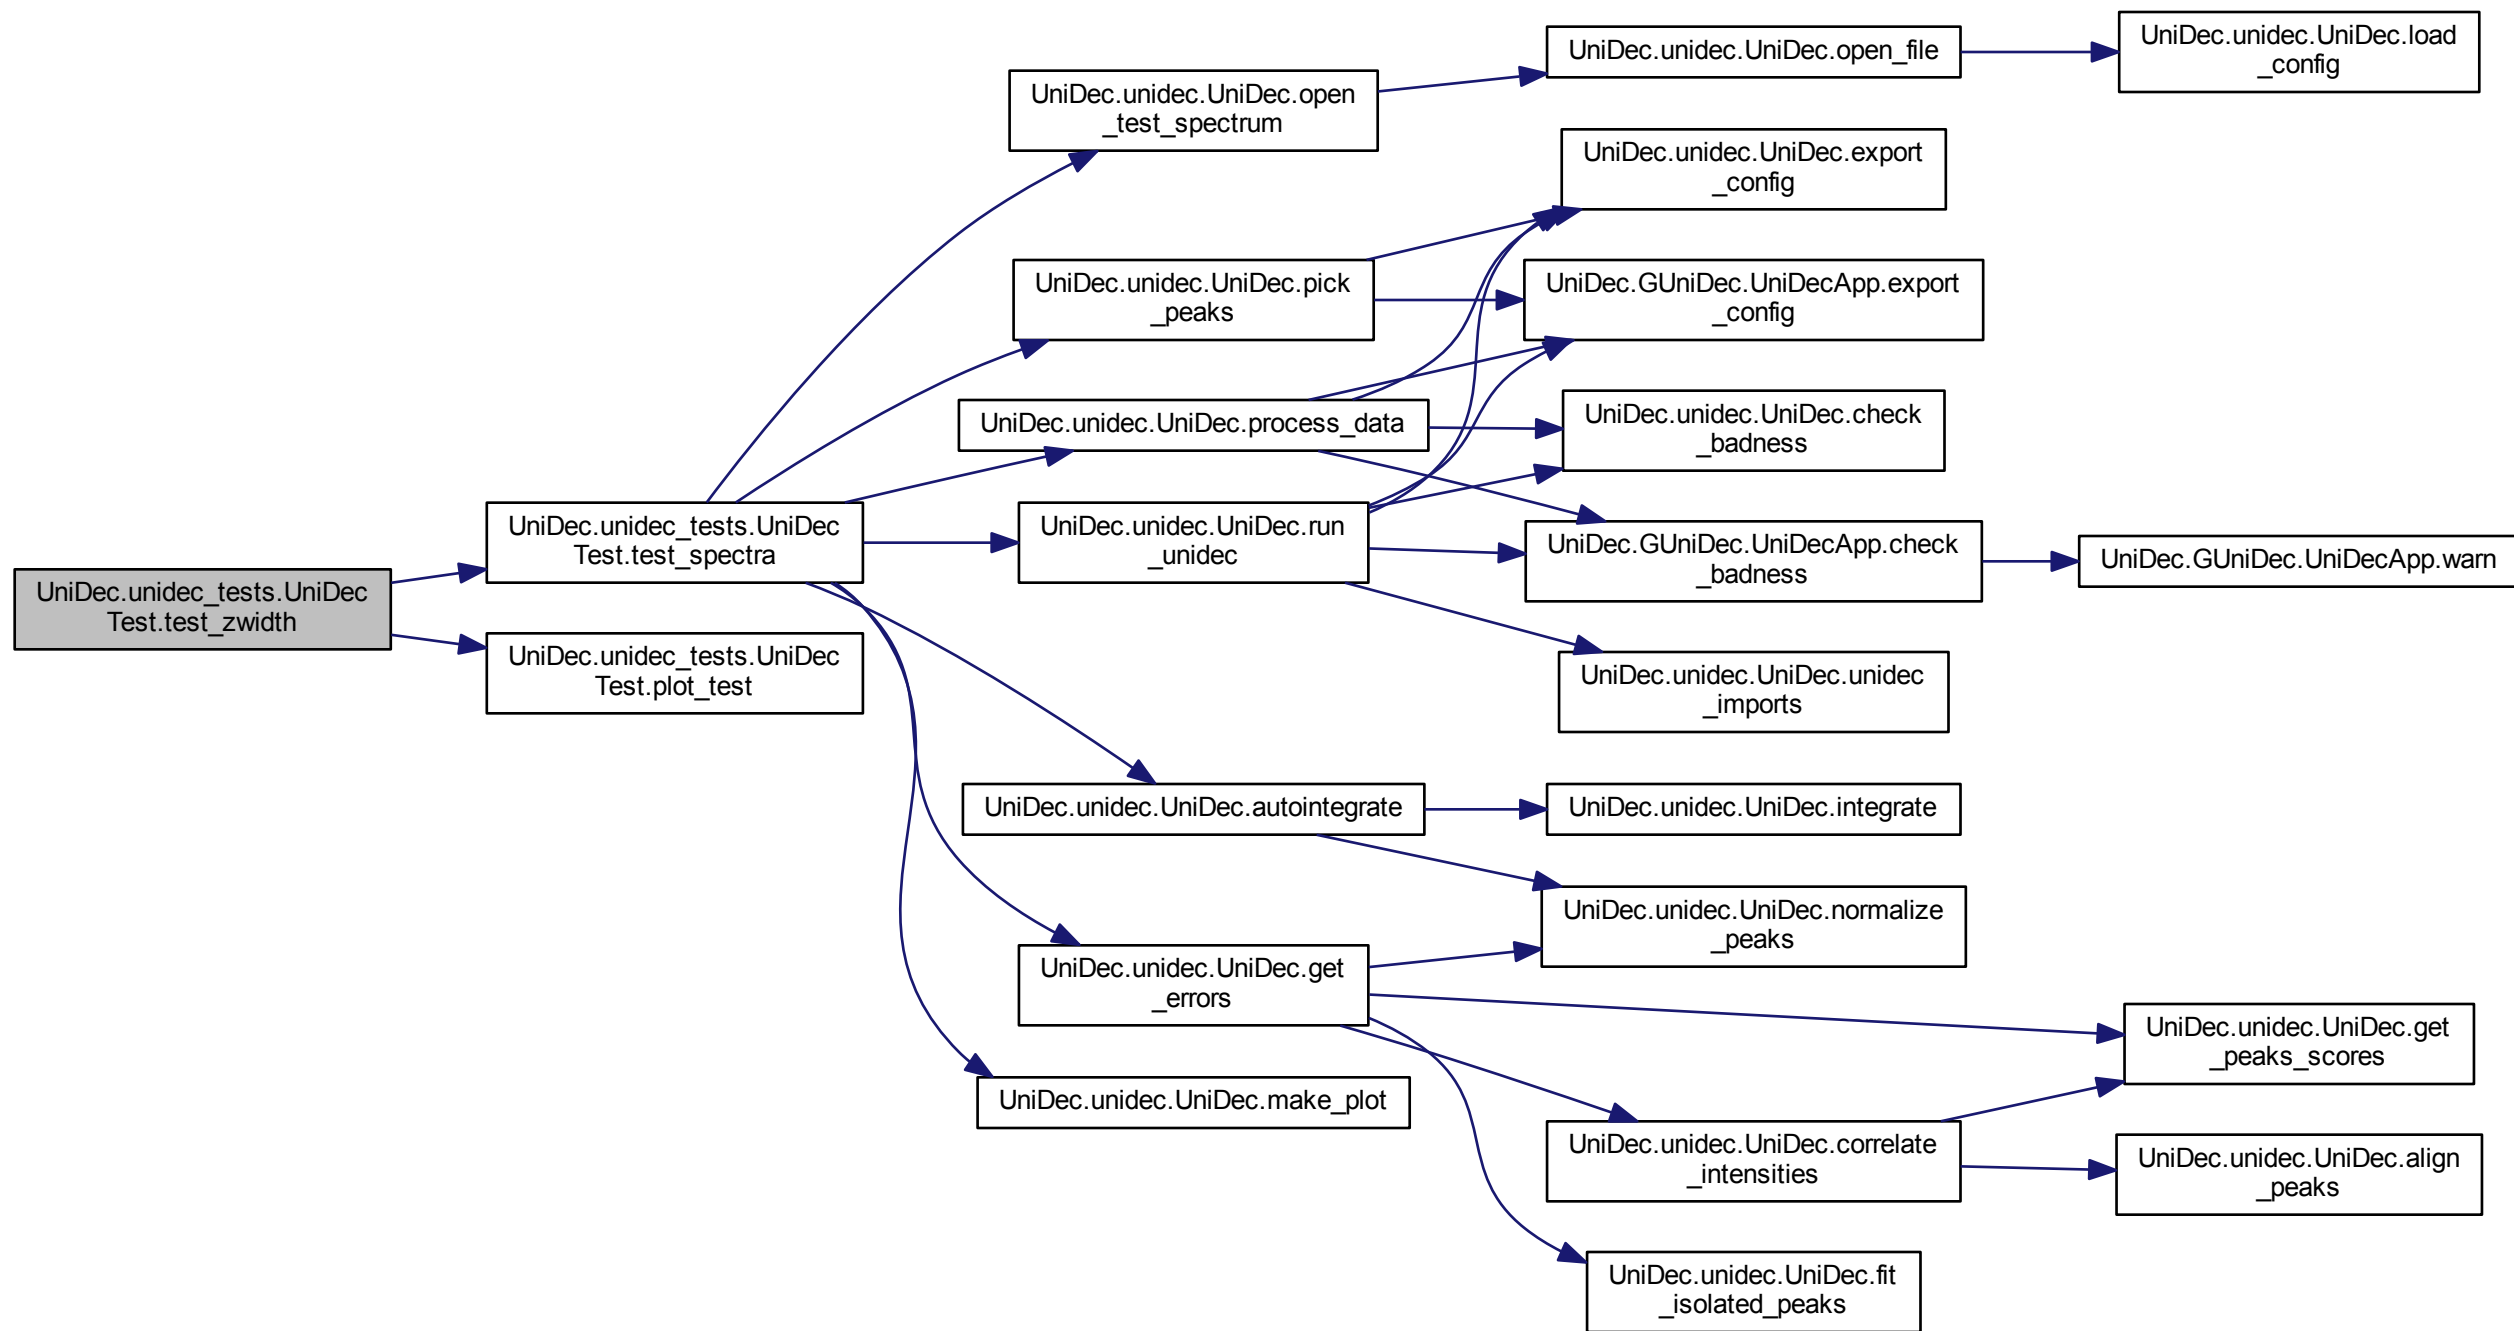 UniDec.unidec_tests.UniDec
Test.test_zwidth
UniDec.unidec_tests.UniDec
Test.test_spectra
UniDec.unidec_tests.UniDec
Test.plot_test
UniDec.unidec.UniDec.open
_test_spectrum
UniDec.unidec.UniDec.pick
_peaks
UniDec.unidec.UniDec.process_data
UniDec.unidec.UniDec.run
_unidec
UniDec.unidec.UniDec.autointegrate
UniDec.unidec.UniDec.get
_errors
UniDec.unidec.UniDec.make_plot
UniDec.unidec.UniDec.open_file
UniDec.unidec.UniDec.export
_config
UniDec.GUniDec.UniDecApp.export
_config
UniDec.unidec.UniDec.check
_badness
UniDec.GUniDec.UniDecApp.check
_badness
UniDec.unidec.UniDec.unidec
_imports
UniDec.unidec.UniDec.integrate
UniDec.unidec.UniDec.normalize
_peaks
UniDec.unidec.UniDec.correlate
_intensities
UniDec.unidec.UniDec.fit
_isolated_peaks
UniDec.unidec.UniDec.load
_config
UniDec.GUniDec.UniDecApp.warn
UniDec.unidec.UniDec.get
_peaks_scores
UniDec.unidec.UniDec.align
_peaks